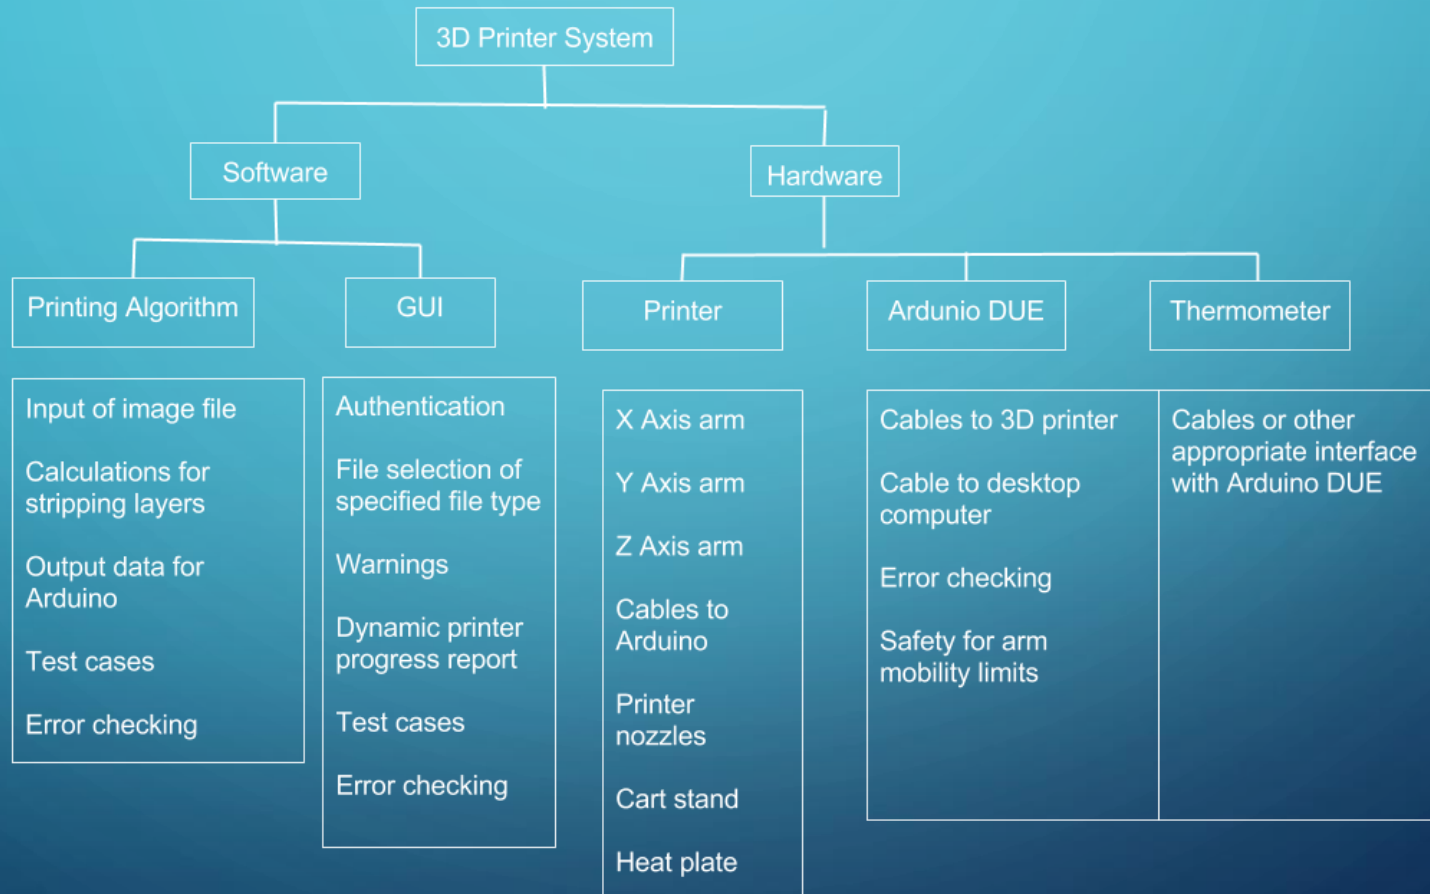 3D Printer System
Software
Hardware
Printing Algorithm
GUI
Printer
Ardunio DUE
Thermometer
Input of image file
Calculations for
stripping layers
Output data for
Arduino
Test cases
Error checking
Authentication
File selection of
specified file type
Warnings
Dynamic printer
progress report
Test cases
Error checking
X Axis arm
Y Axis arm
Z Axis arm
Cables to
Arduino
Printer
nozzles
Cart stand
Heat plate
Cables to 3D printer
Cable to desktop
computer
Error checking
Safety for arm
mobility limits
Cables or other
appropriate interface
with Arduino DUE